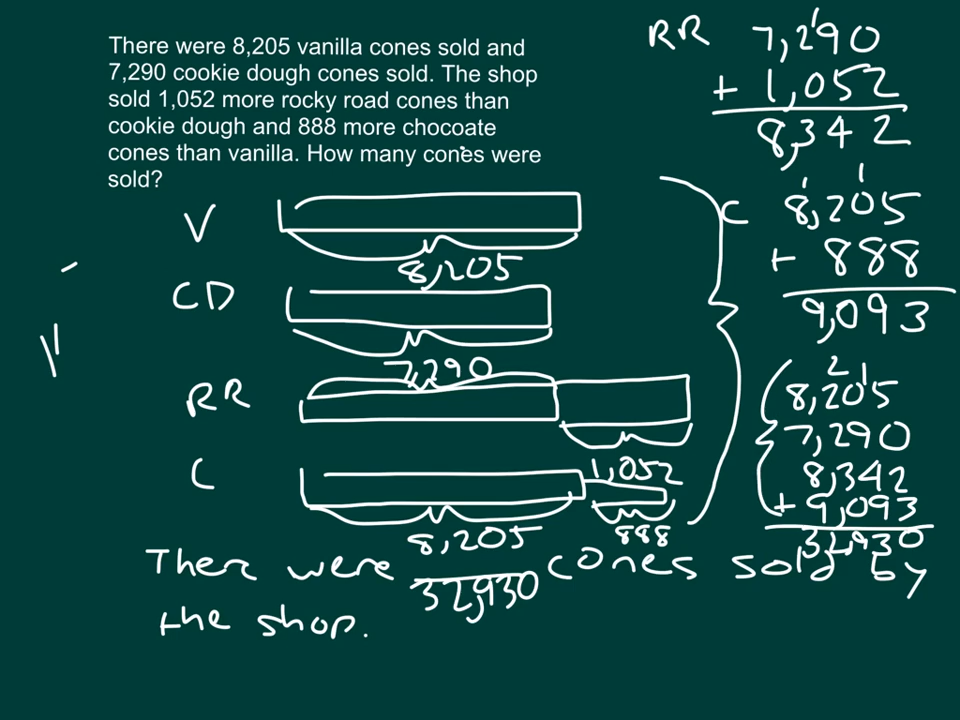 There were 8,205 vanilla cones sold and
7,290 cookie dough cones sold. The shop
sold 1,052 more rocky road cones than
cookie dough and 888 more chocoate
cones than vanilla. How many cones were
sold?
RR 7,290
+ 1,052
8,342
C 8,205
+ 888
9,093
8,205
7,290
8,342
+ 9,093
32,930
V
8,205
CD
7,290
RR
1,052
C
8,205 888
There were 32,930 cones sold by
the shop.